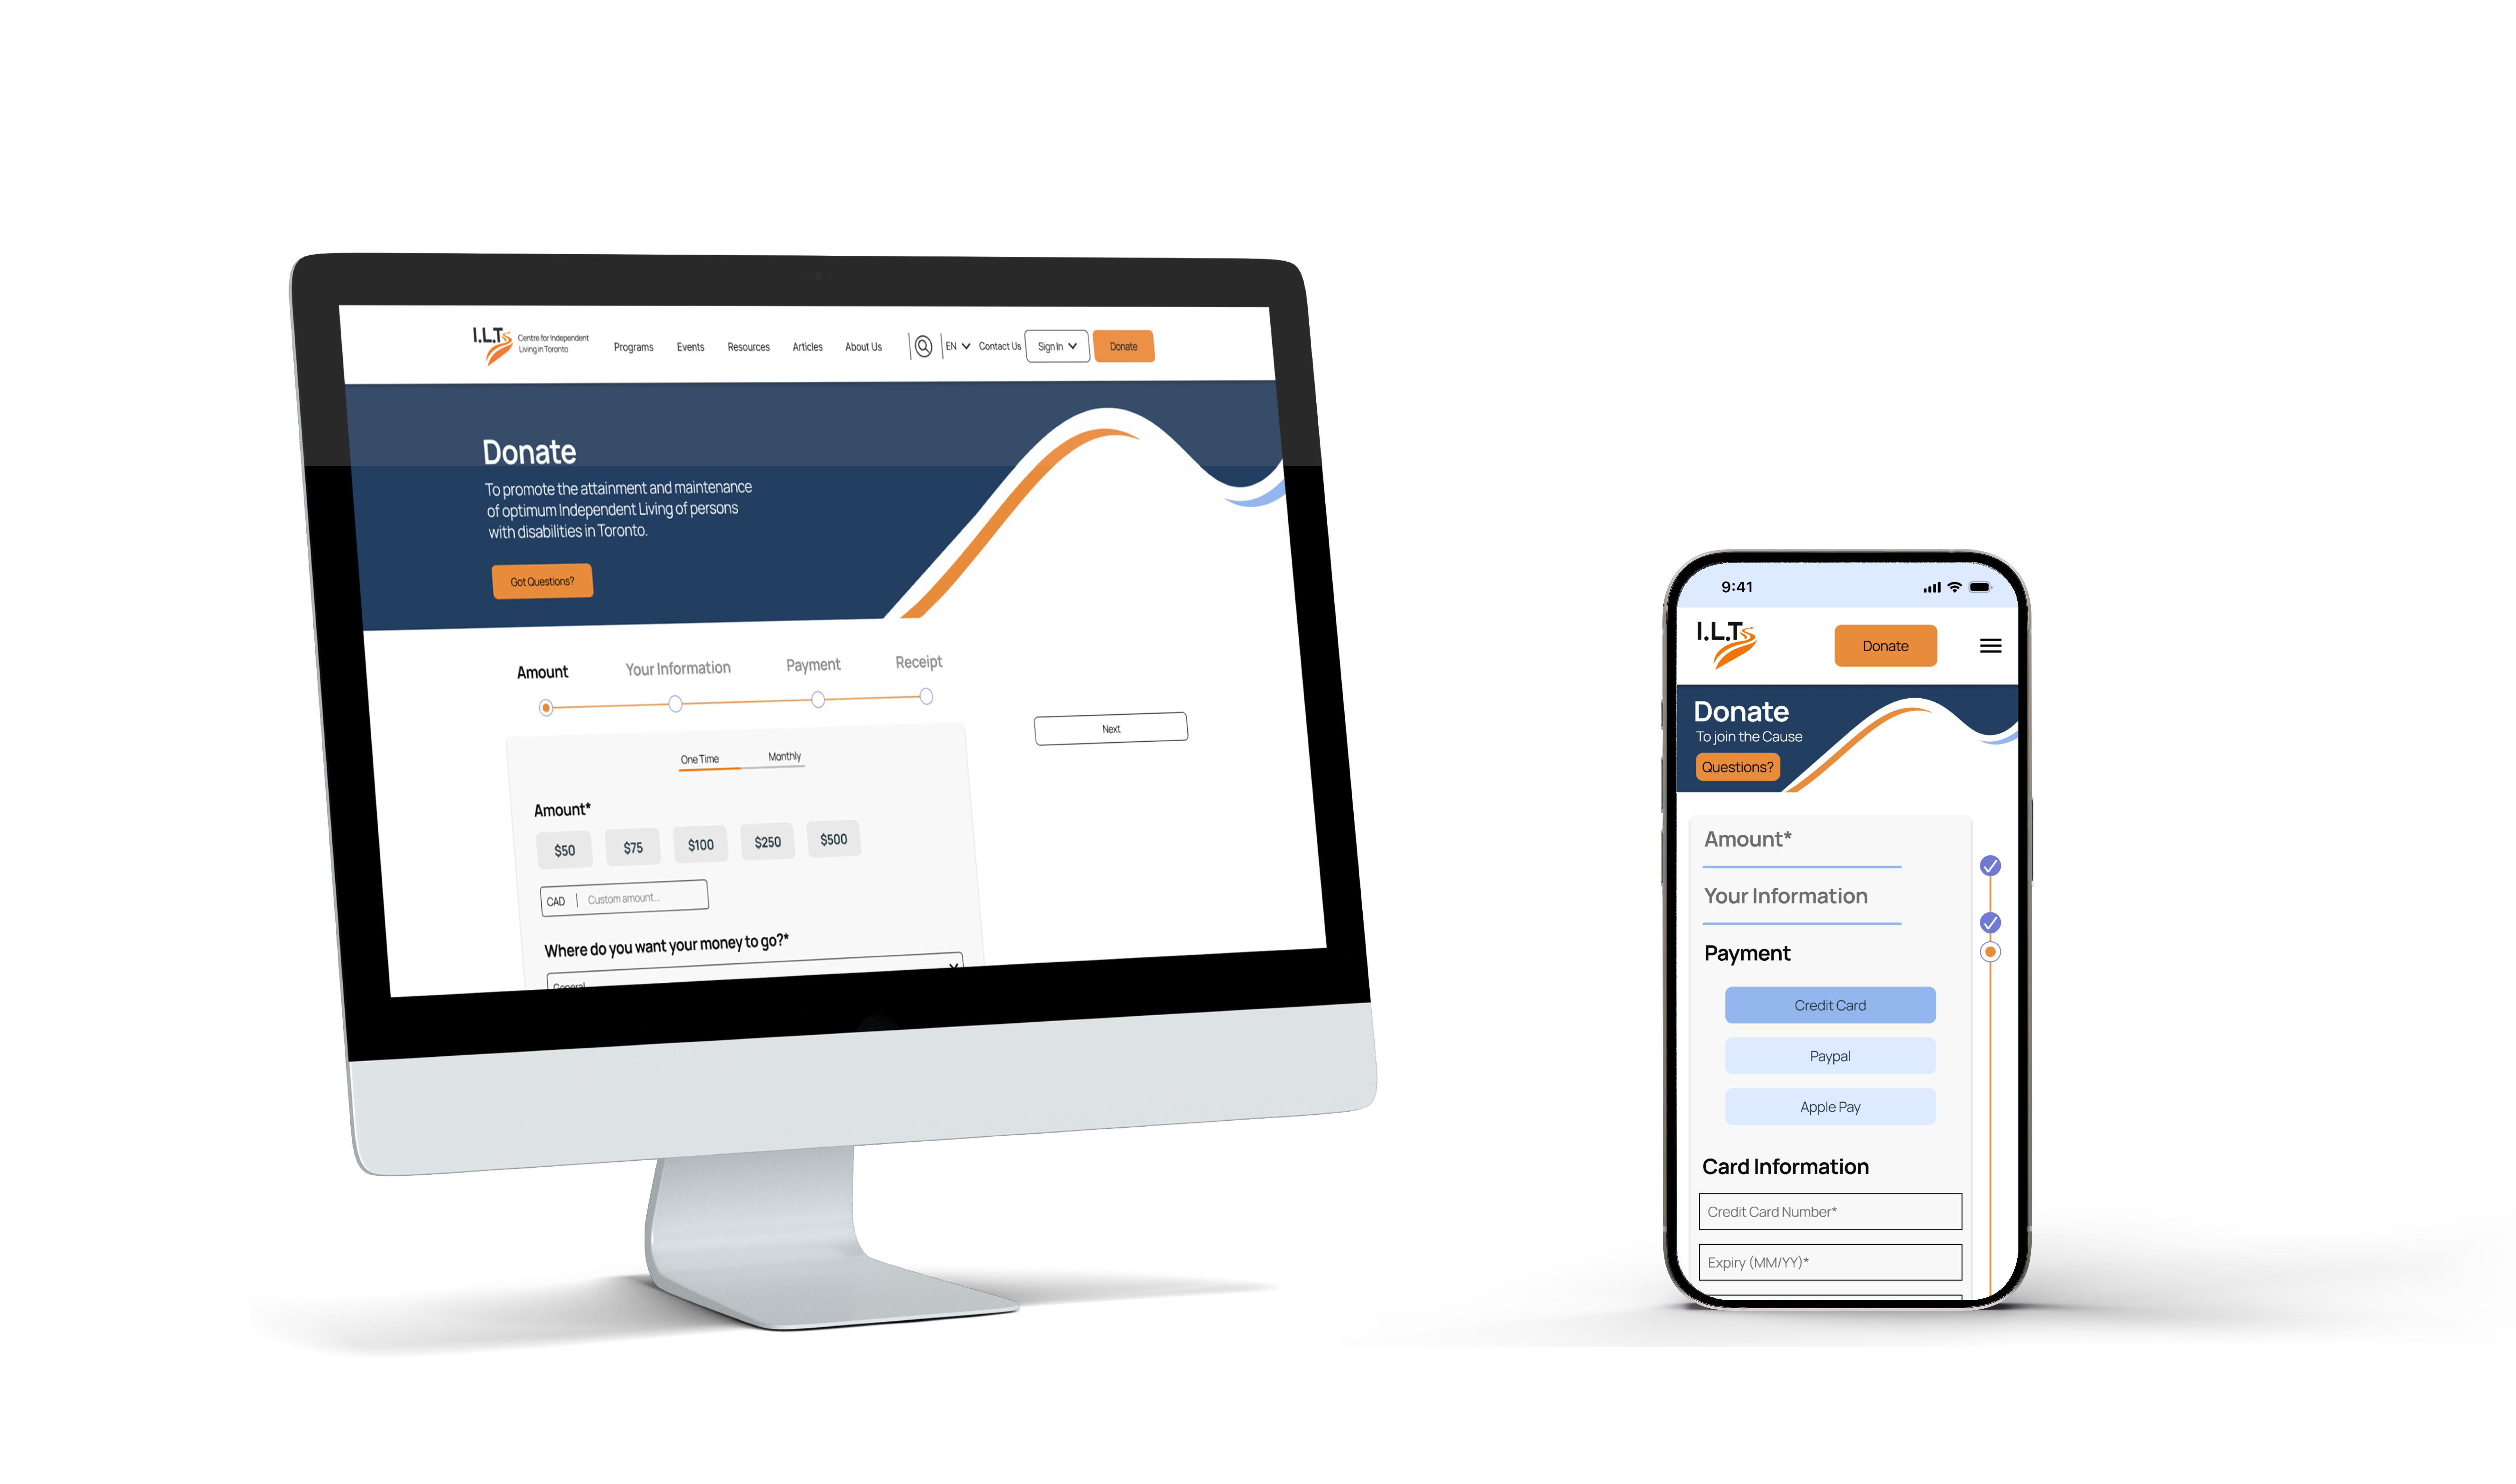 I.L.T
Centre for Independent
Living in Toronto
Programs
Events
Resources
Articles
About Us
EN
Contact Us
Sign In
Donate
Donate
To promote the attainment and maintenance
of optimum Independent Living of persons
with disabilities in Toronto.
Got Questions?
Amount
Your Information
Payment
Receipt
One Time
Monthly
Amount*
$50
$75
$100
$250
$500
CAD
Custom amount...
Where do you want your money to go?*
General
Next
9:41
I.L.T
Donate
Donate
To join the Cause
Questions?
Amount*
Your Information
Payment
Credit Card
Paypal
Apple Pay
Card Information
Credit Card Number*
Expiry (MM/YY)*